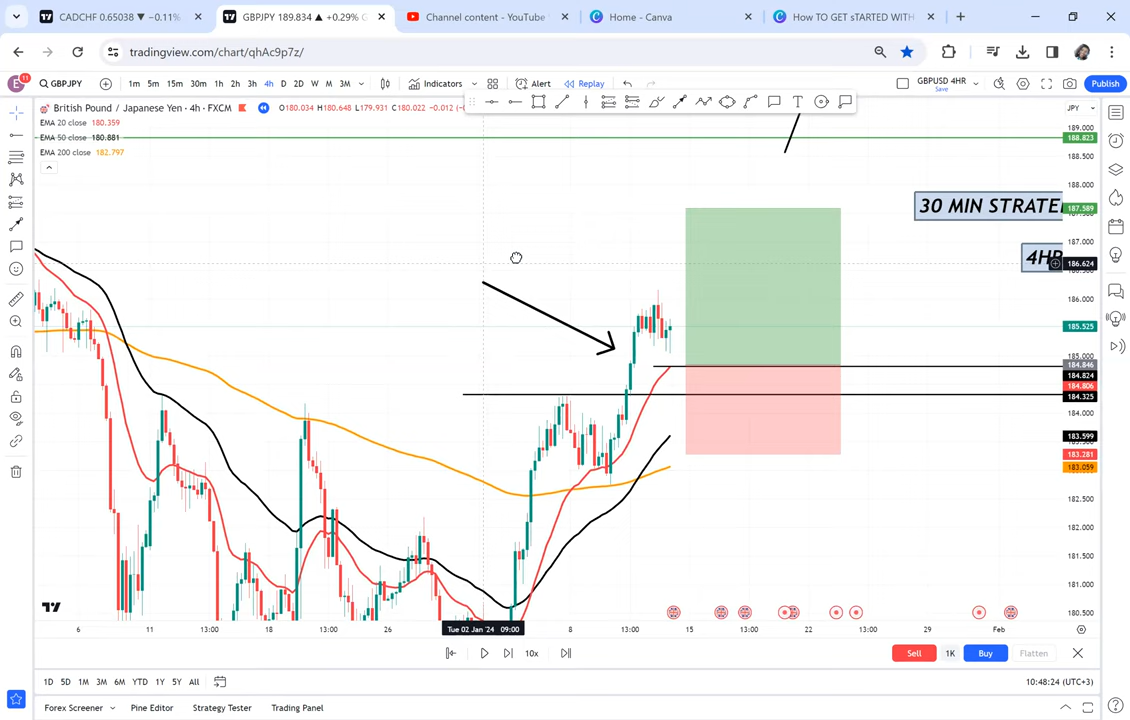 CADCHF 0.65038 ▼ −0.11%
GBPJPY 189.834 ▲ +0.29% G
Channel content - YouTube
Home - Canva
How TO GET sTARTED WITH
tradingview.com/chart/qhAc9p7z/
E 11 GBPJPY 1m 5m 15m 30m 1h 2h 3h 4h D 2D W M 3M Indicators Alert Replay GBPUSD 4HR Save Publish
British Pound / Japanese Yen · 4h · FXCM O180.034 H180.648 L179.931 C180.022 −0.012
EMA 20 close 180.359
EMA 50 close 180.881
EMA 200 close 182.797
JPY
189.000
188.823
188.500
188.000
30 MIN STRATE
187.589
187.000
4HR
186.624
186.000
185.525
185.000
184.846
184.824
184.806
184.325
184.000
183.599
183.281
183.059
182.500
182.000
181.500
181.000
180.500
6 11 13:00 18 13:00 26 Tue 02 Jan '24 09:00 8 13:00 15 13:00 22 13:00 29 Feb
10x
Sell 1K Buy Flatten
1D 5D 1M 3M 6M YTD 1Y 5Y All
10:48:24 (UTC+3)
Forex Screener Pine Editor Strategy Tester Trading Panel